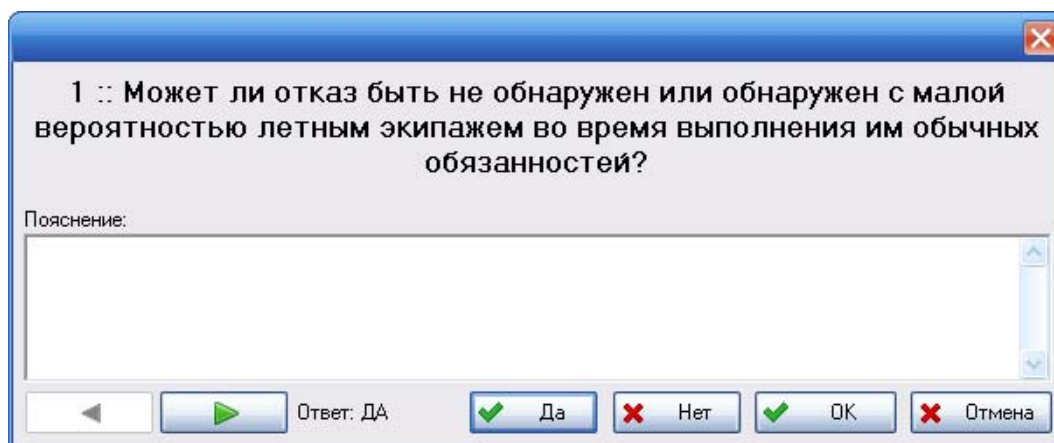 1 :: Может ли отказ быть не обнаружен или обнаружен с малой
вероятностью летным экипажем во время выполнения им обычных
обязанностей?
Пояснение:
Ответ: ДА
Да
Нет
OK
Отмена